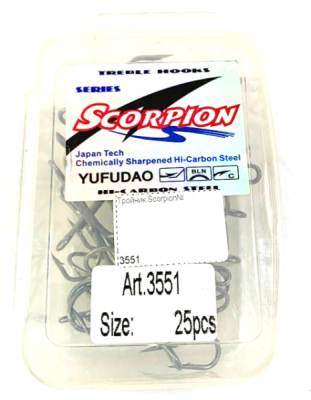 TREBLE HOOKS
SERIES
SCORPION
Japan Tech
Chemically Sharpened Hi-Carbon Steel
YUFUDAO BLN C
HI-CARBON STEEL
Тройник Scorpion№
3551
Art.3551
Size: 25pcs